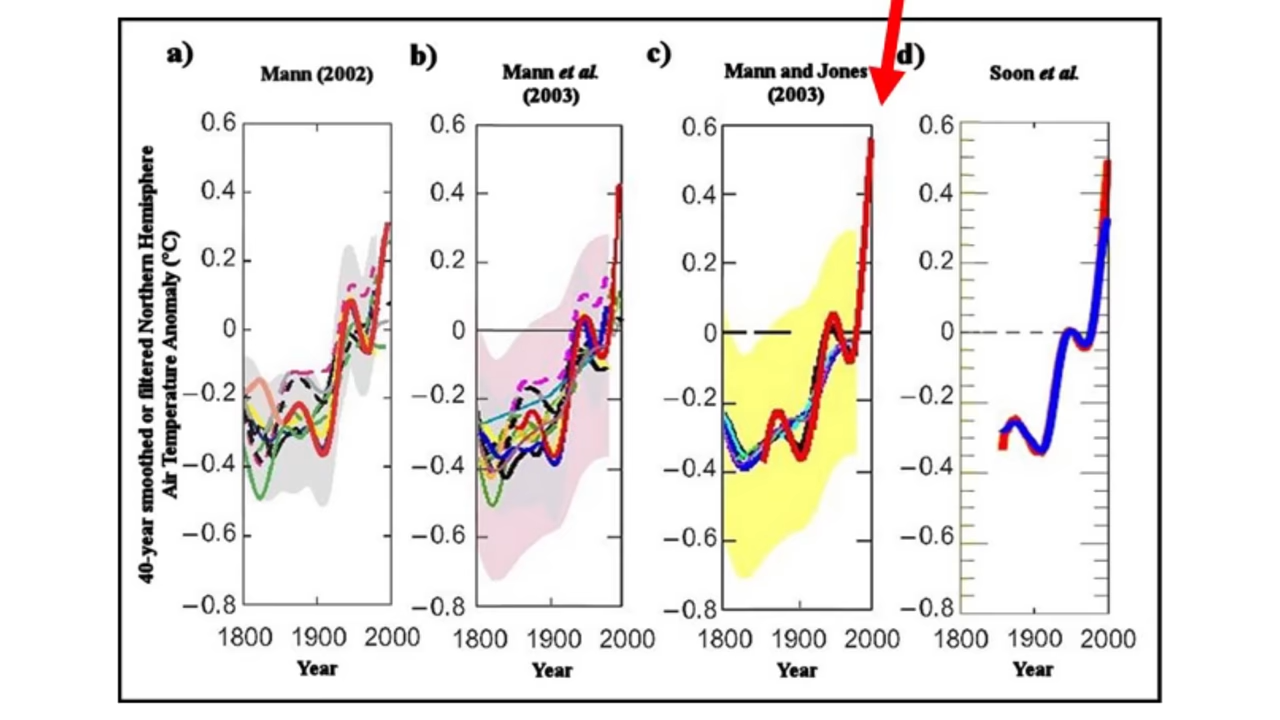 a)
Mann (2002)
b)
Mann et al.
(2003)
c)
Mann and Jones
(2003)
d)
Soon et al.
40-year smoothed or filtered Northern Hemisphere
Air Temperature Anomaly (°C)
0.6
0.4
0.2
0
−0.2
−0.4
−0.6
−0.8
1800 1900 2000
Year
0.6
0.4
0.2
0
−0.2
−0.4
−0.6
−0.8
1800 1900 2000
Year
0.6
0.4
0.2
0
−0.2
−0.4
−0.6
−0.8
1800 1900 2000
Year
0.6
0.4
0.2
0
−0.2
−0.4
−0.6
−0.8
1800 1900 2000
Year